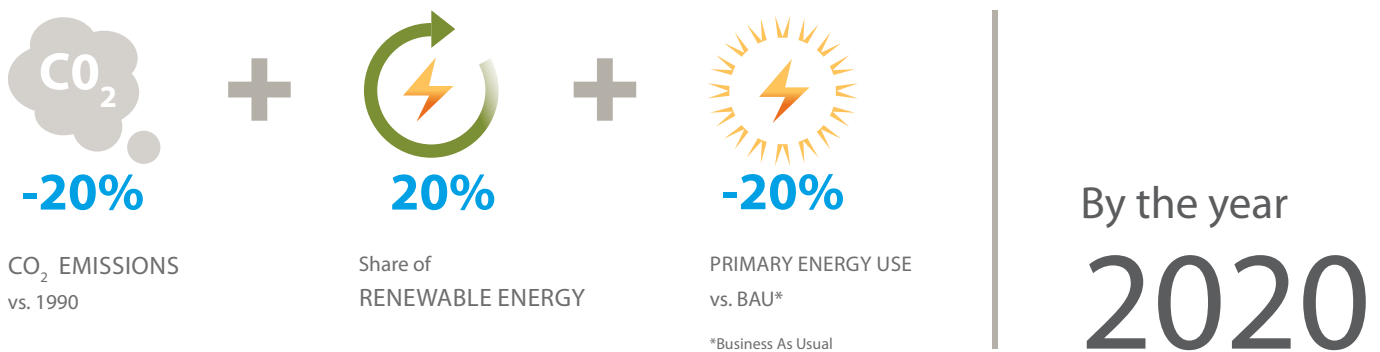 CO₂
-20%
CO₂ EMISSIONS
vs. 1990
+
20%
Share of
RENEWABLE ENERGY
+
-20%
PRIMARY ENERGY USE
vs. BAU*
*Business As Usual
By the year
2020